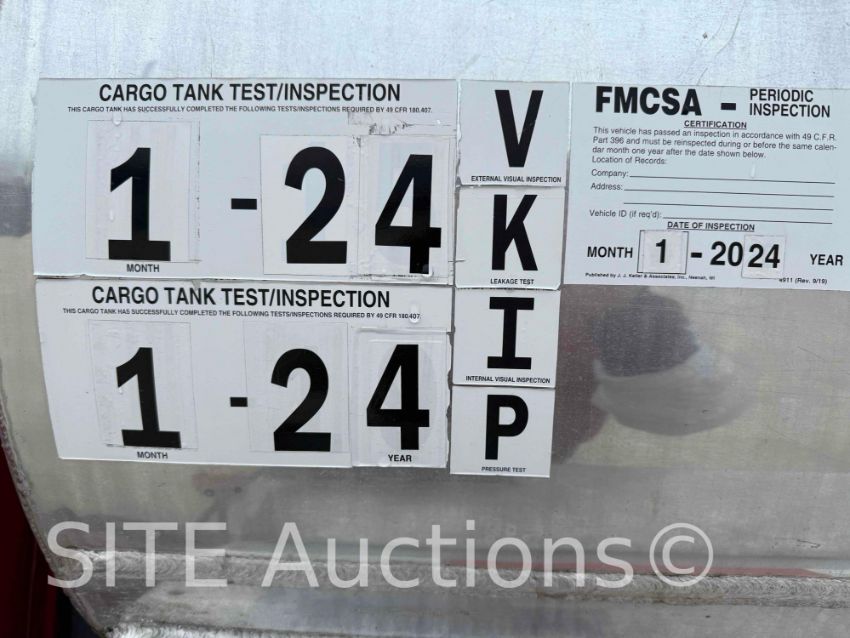 CARGO TANK TEST/INSPECTION
THIS CARGO TANK HAS SUCCESSFULLY COMPLETED THE FOLLOWING TESTS/INSPECTIONS REQUIRED BY 49 CFR 180.407.
1 - 24
MONTH
V
EXTERNAL VISUAL INSPECTION
K
LEAKAGE TEST
CARGO TANK TEST/INSPECTION
THIS CARGO TANK HAS SUCCESSFULLY COMPLETED THE FOLLOWING TESTS/INSPECTIONS REQUIRED BY 49 CFR 180.407.
1 - 24
MONTH
YEAR
I
INTERNAL VISUAL INSPECTION
P
PRESSURE TEST
FMCSA - PERIODIC
INSPECTION
CERTIFICATION
This vehicle has passed an inspection in accordance with 49 C.F.R.
Part 396 and must be reinspected during or before the same calen-
dar month one year after the date shown below.
Location of Records:
Company:
Address:
Vehicle ID (if req'd):
DATE OF INSPECTION
MONTH 1 - 2024 YEAR
Published by J. J. Keller & Associates, Inc., Neenah, WI
4911 (Rev. 9/19)
SITE Auctions©